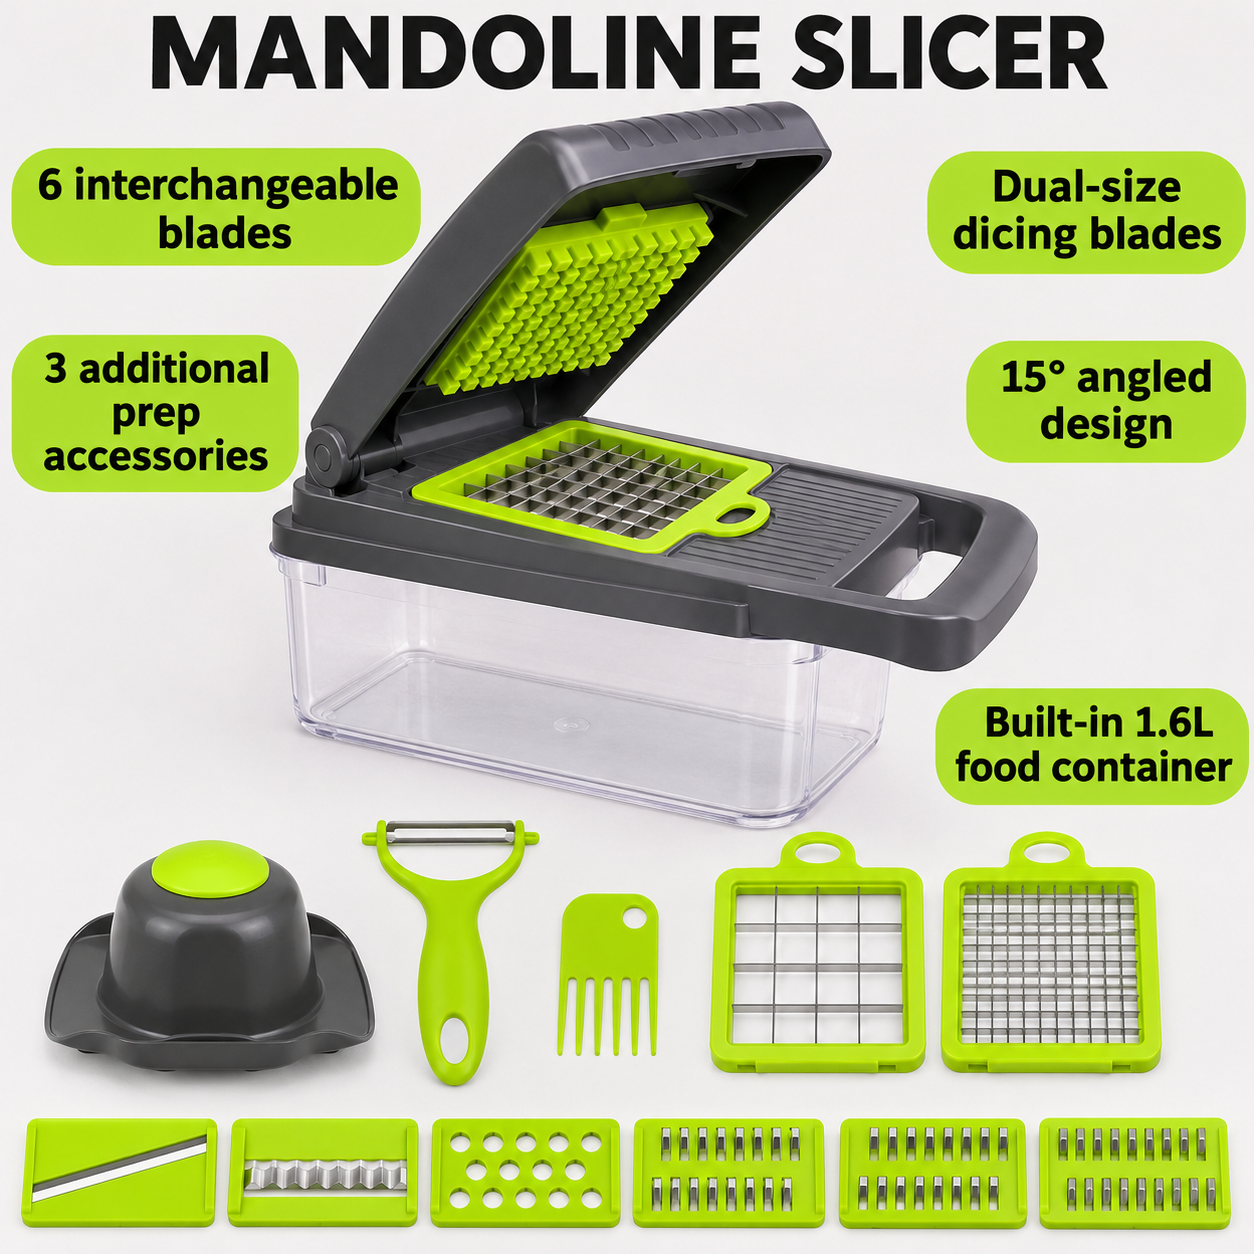 MANDOLINE SLICER
6 interchangeable
blades
Dual-size
dicing blades
3 additional
prep
accessories
15° angled
design
Built-in 1.6L
food container